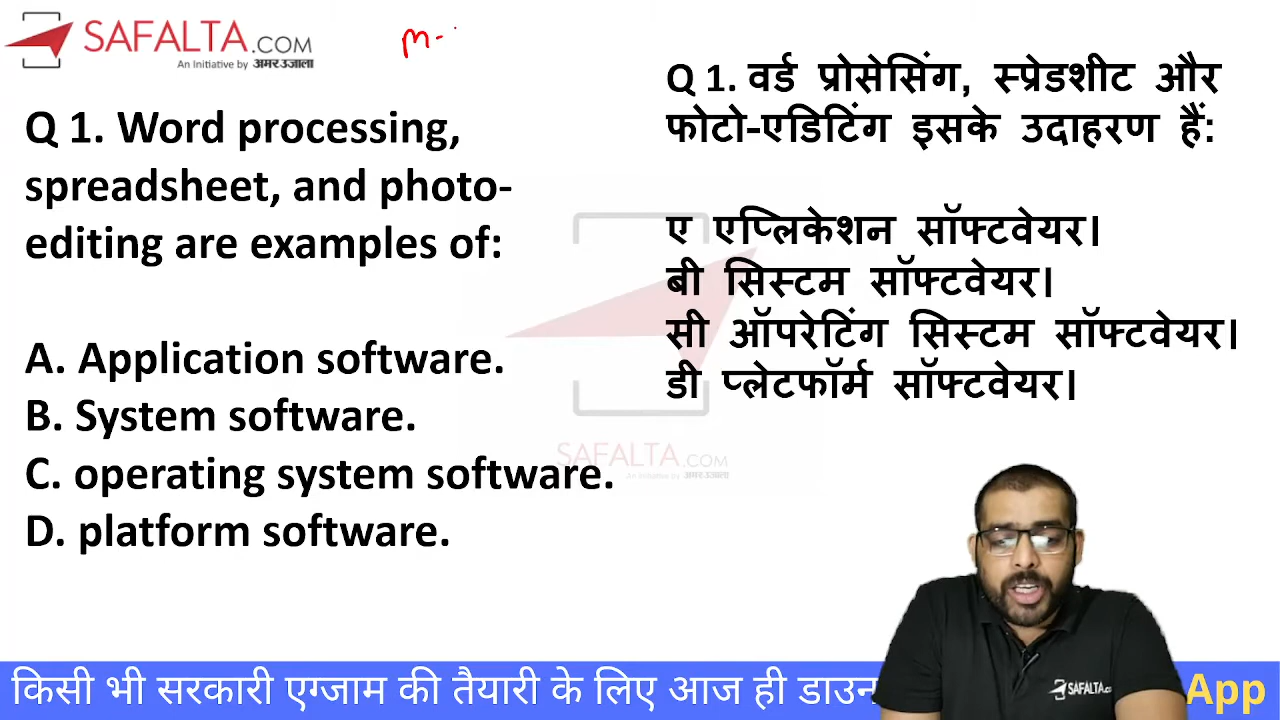 SAFALTA.COM
An Initiative by अमर उजाला
m-
Q 1. Word processing,
spreadsheet, and photo-
editing are examples of:
A. Application software.
B. System software.
C. operating system software.
D. platform software.
Q 1. वर्ड प्रोसेसिंग, स्प्रेडशीट और
फोटो-एडिटिंग इसके उदाहरण हैं:
ए एप्लिकेशन सॉफ्टवेयर।
बी सिस्टम सॉफ्टवेयर।
सी ऑपरेटिंग सिस्टम सॉफ्टवेयर।
डी प्लेटफॉर्म सॉफ्टवेयर।
SAFALTA.COM
An Initiative by अमर उजाला
SAFALTA.c
किसी भी सरकारी एग्जाम की तैयारी के लिए आज ही डाउन
App